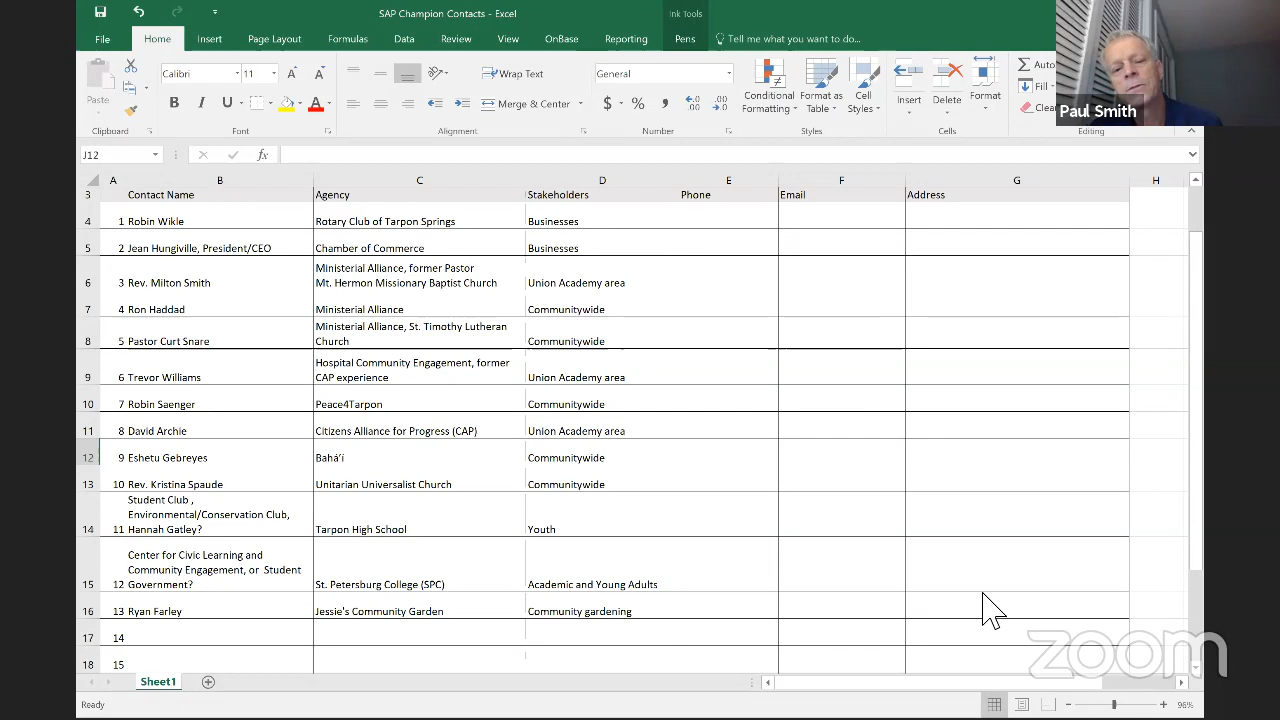 SAP Champion Contacts - Excel
Ink Tools
File Home Insert Page Layout Formulas Data Review View OnBase Reporting Pens Tell me what you want to do...
Paste
Calibri 11
B I U A
Wrap Text
Merge & Center
General
$ % ,
Conditional Formatting
Format as Table
Cell Styles
Insert
Delete
Format
Auto
Fill
Clea
Clipboard Font Alignment Number Styles Cells Editing
Paul Smith
J12 fx
A B C D E F G H
3 Contact Name Agency Stakeholders Phone Email Address
4 1 Robin Wikle Rotary Club of Tarpon Springs Businesses
5 2 Jean Hungiville, President/CEO Chamber of Commerce Businesses
Ministerial Alliance, former Pastor
6 3 Rev. Milton Smith Mt. Hermon Missionary Baptist Church Union Academy area
7 4 Ron Haddad Ministerial Alliance Communitywide
Ministerial Alliance, St. Timothy Lutheran
8 5 Pastor Curt Snare Church Communitywide
Hospital Community Engagement, former
9 6 Trevor Williams CAP experience Union Academy area
10 7 Robin Saenger Peace4Tarpon Communitywide
11 8 David Archie Citizens Alliance for Progress (CAP) Union Academy area
12 9 Eshetu Gebreyes Bahá’í Communitywide
13 10 Rev. Kristina Spaude Unitarian Universalist Church Communitywide
Student Club ,
Environmental/Conservation Club,
14 11 Hannah Gatley? Tarpon High School Youth
Center for Civic Learning and
Community Engagement, or Student
15 12 Government? St. Petersburg College (SPC) Academic and Young Adults
16 13 Ryan Farley Jessie's Community Garden Community gardening
17 14
18 15
Sheet1
Ready 96%
zoom